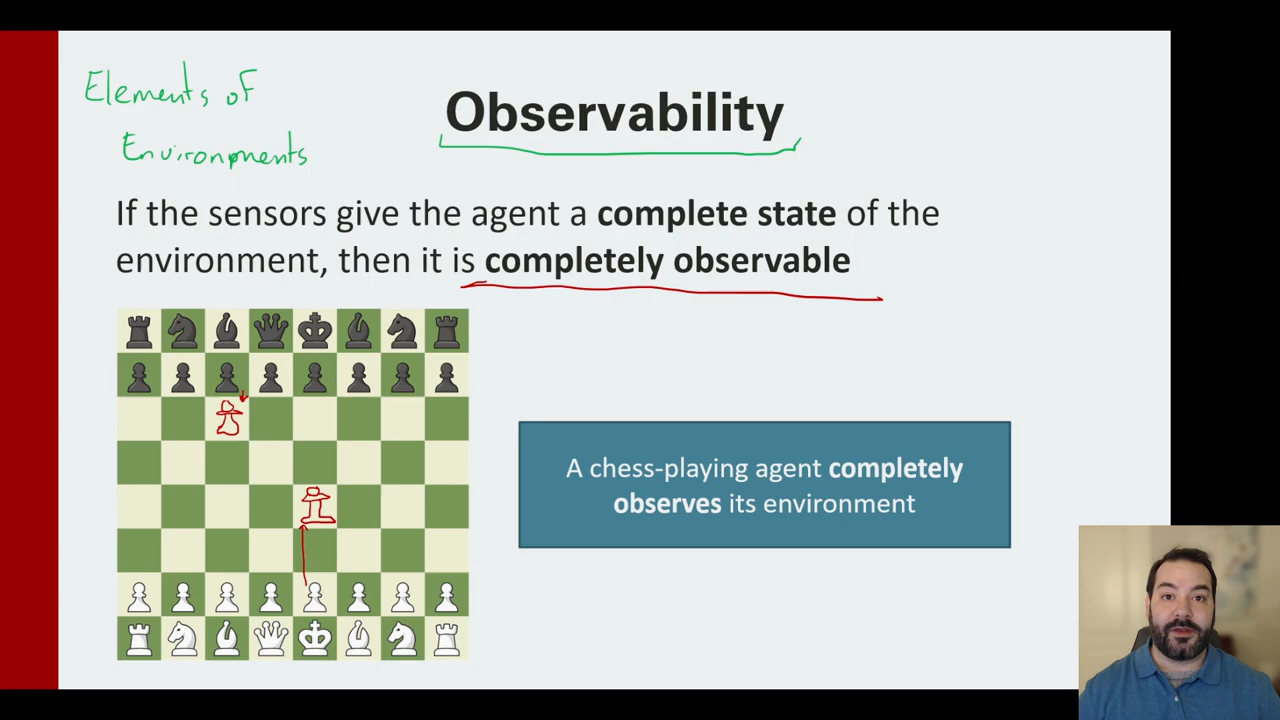 Elements of
Environments
Observability
If the sensors give the agent a complete state of the
environment, then it is completely observable
A chess-playing agent completely
observes its environment